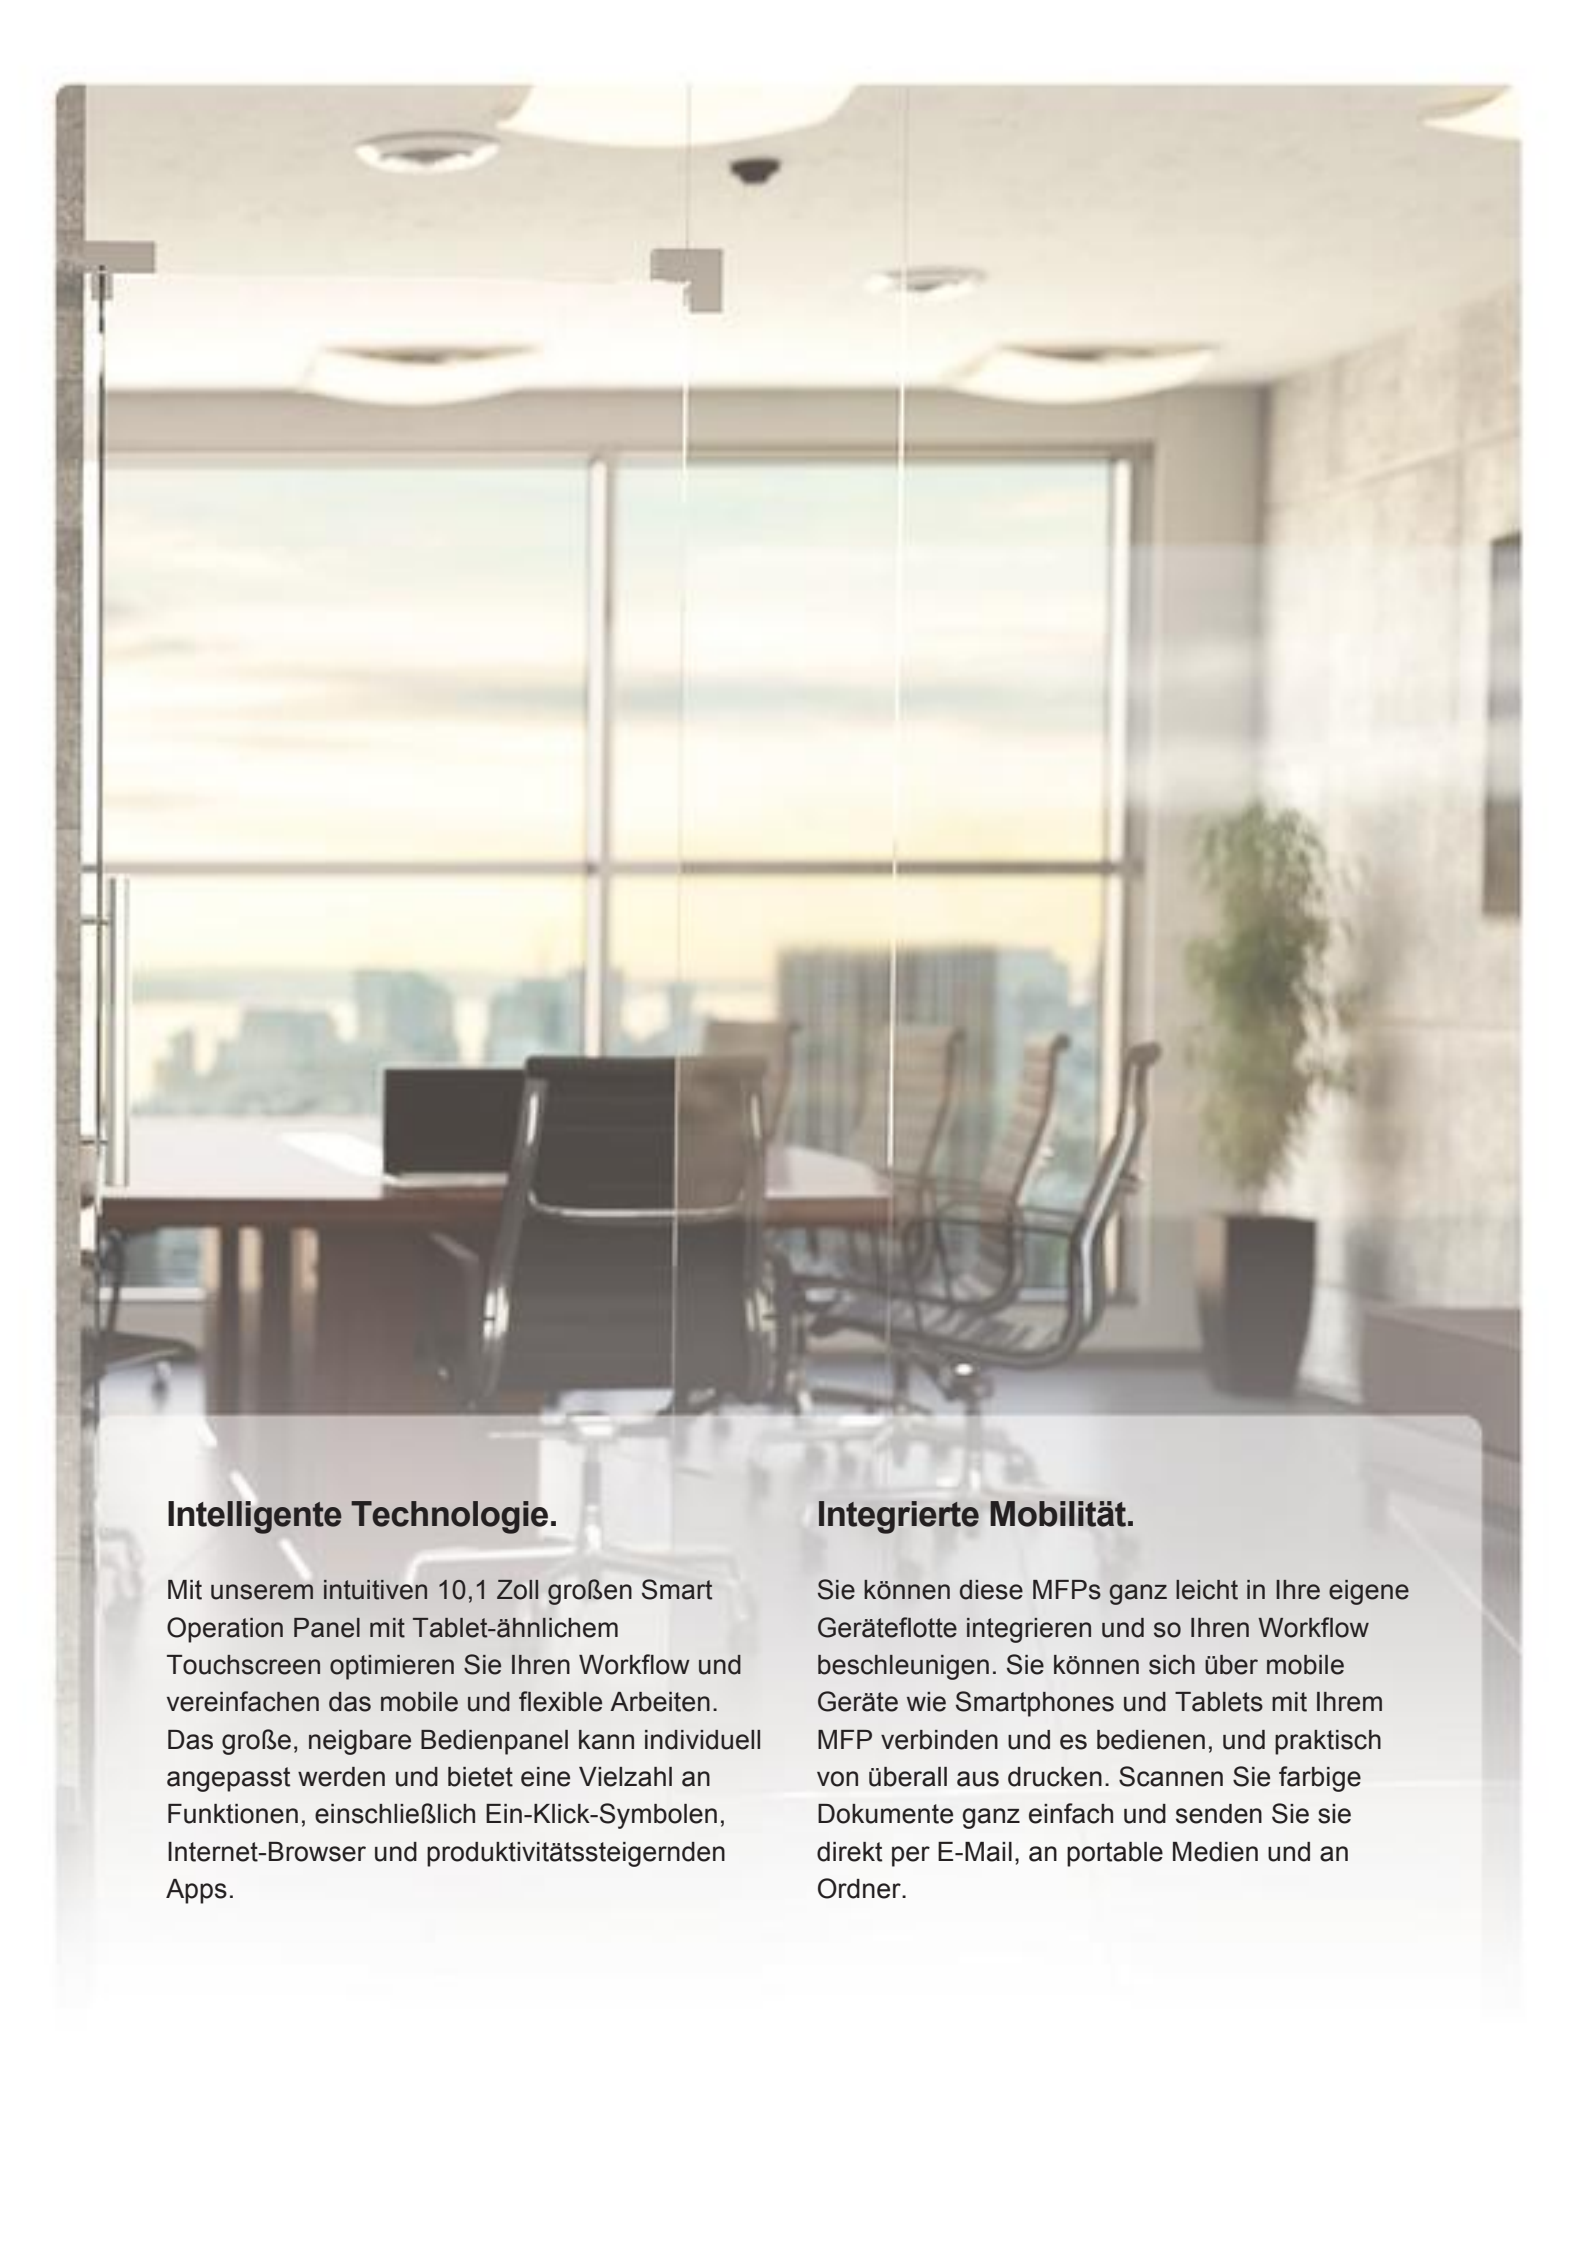 Intelligente Technologie.
Mit unserem intuitiven 10,1 Zoll großen Smart
Operation Panel mit Tablet-ähnlichem
Touchscreen optimieren Sie Ihren Workflow und
vereinfachen das mobile und flexible Arbeiten.
Das große, neigbare Bedienpanel kann individuell
angepasst werden und bietet eine Vielzahl an
Funktionen, einschließlich Ein-Klick-Symbolen,
Internet-Browser und produktivitätssteigernden
Apps.
Integrierte Mobilität.
Sie können diese MFPs ganz leicht in Ihre eigene
Geräteflotte integrieren und so Ihren Workflow
beschleunigen. Sie können sich über mobile
Geräte wie Smartphones und Tablets mit Ihrem
MFP verbinden und es bedienen, und praktisch
von überall aus drucken. Scannen Sie farbige
Dokumente ganz einfach und senden Sie sie
direkt per E-Mail, an portable Medien und an
Ordner.